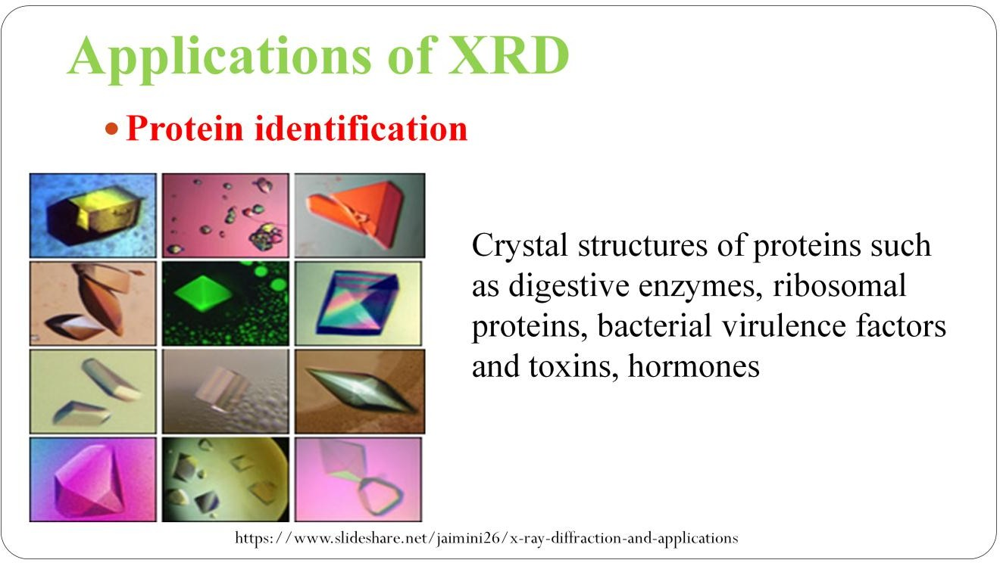 Applications of XRD
• Protein identification
Crystal structures of proteins such
as digestive enzymes, ribosomal
proteins, bacterial virulence factors
and toxins, hormones
https://www.slideshare.net/jaimini26/x-ray-diffraction-and-applications